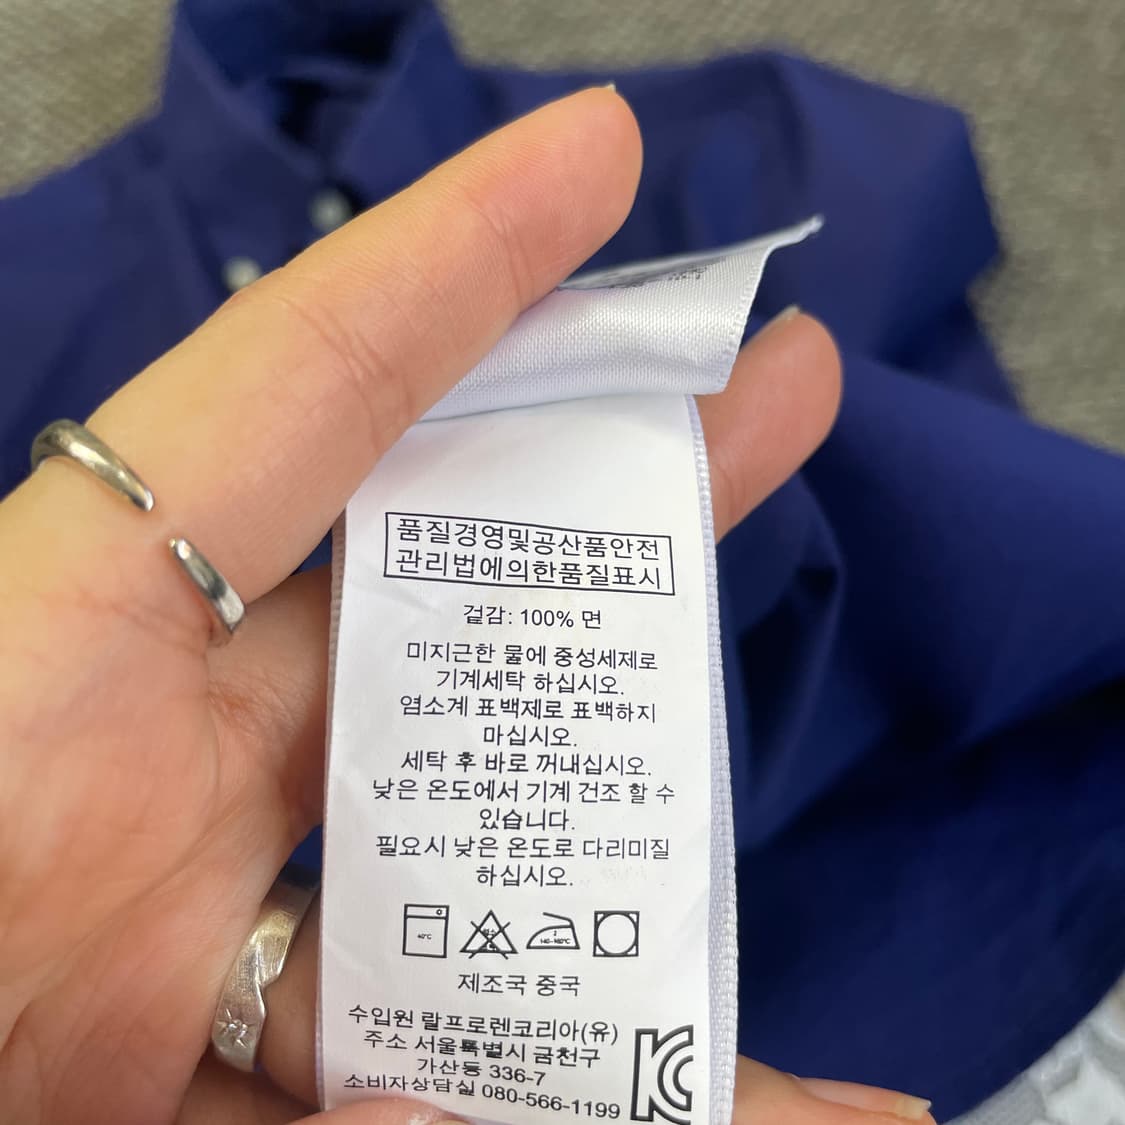 품질경영및공산품안전
관리법에의한품질표시
겉감: 100% 면
미지근한 물에 중성세제로
기계세탁 하십시오.
염소계 표백제로 표백하지
마십시오.
세탁 후 바로 꺼내십시오.
낮은 온도에서 기계 건조 할 수
있습니다.
필요시 낮은 온도로 다리미질
하십시오.
40°C
2
140~160°C
제조국 중국
수입원 랄프로렌코리아(유)
주소 서울특별시 금천구
가산동 336-7
소비자상담실 080-566-1199